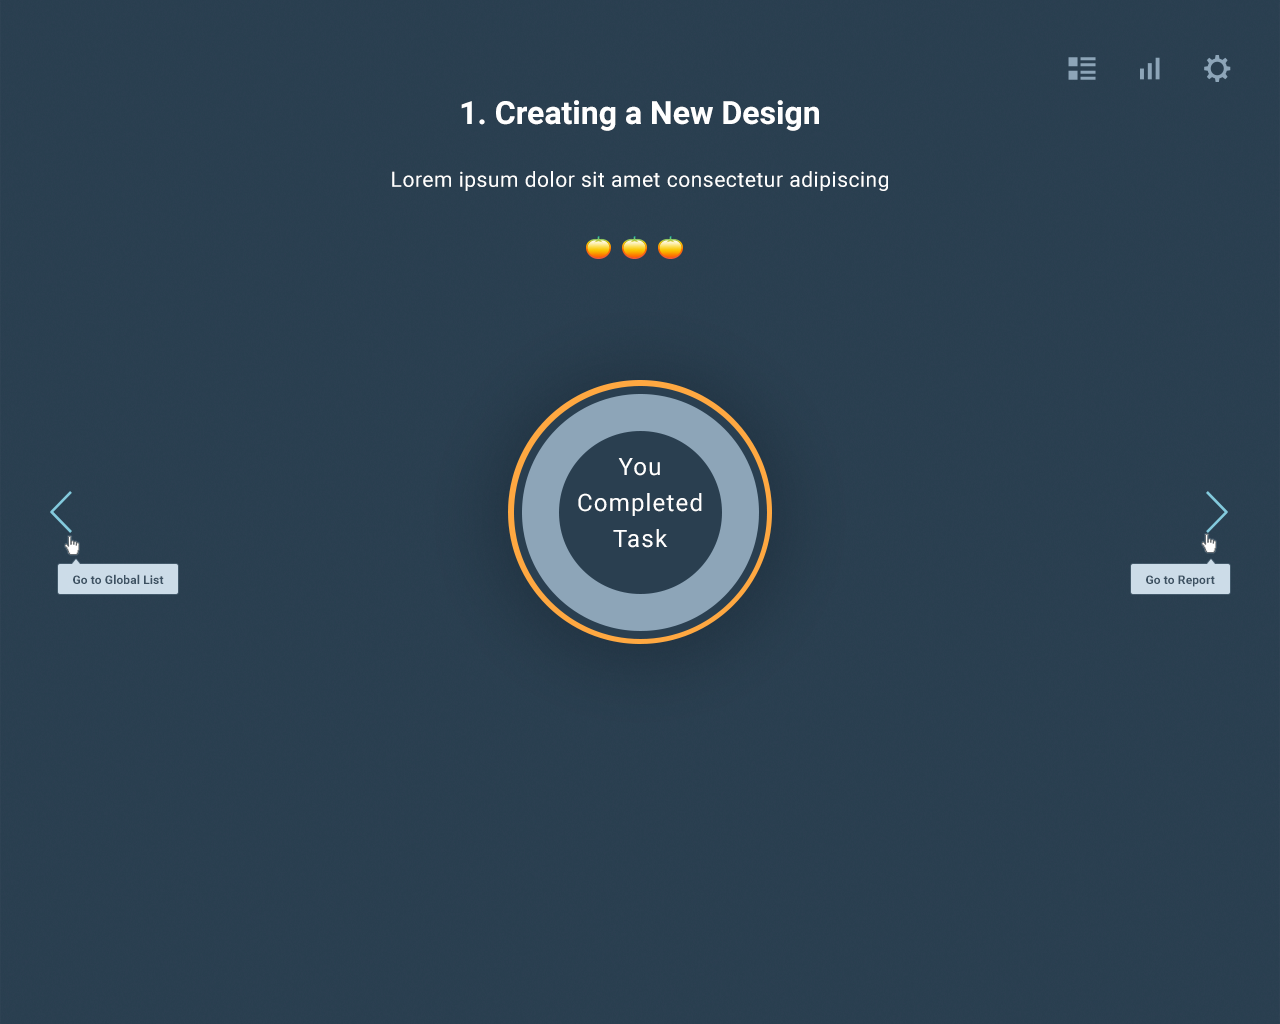 1. Creating a New Design
Lorem ipsum dolor sit amet consectetur adipiscing
You
Completed
Task
Go to Global List
Go to Report